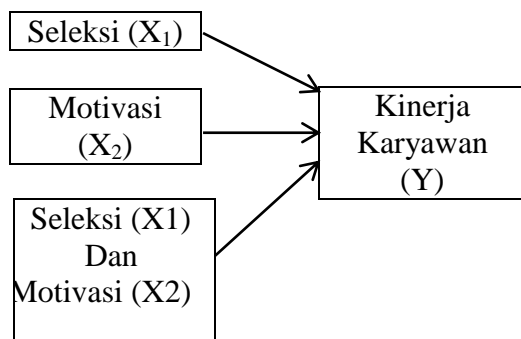 Seleksi (X₁)
Motivasi
(X₂)
Seleksi (X1)
Dan
Motivasi (X2)
Kinerja
Karyawan
(Y)